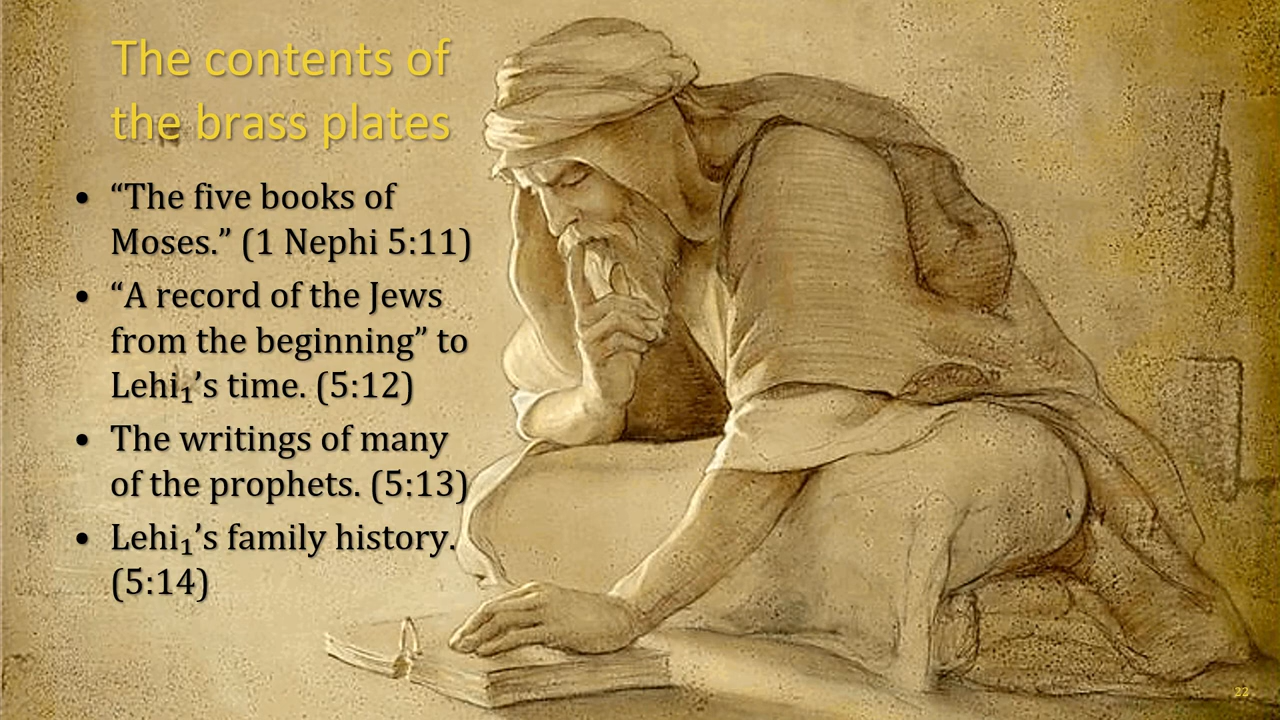 The contents of
the brass plates
• “The five books of
Moses.” (1 Nephi 5:11)
• “A record of the Jews
from the beginning” to
Lehi₁’s time. (5:12)
• The writings of many
of the prophets. (5:13)
• Lehi₁’s family history.
(5:14)
22